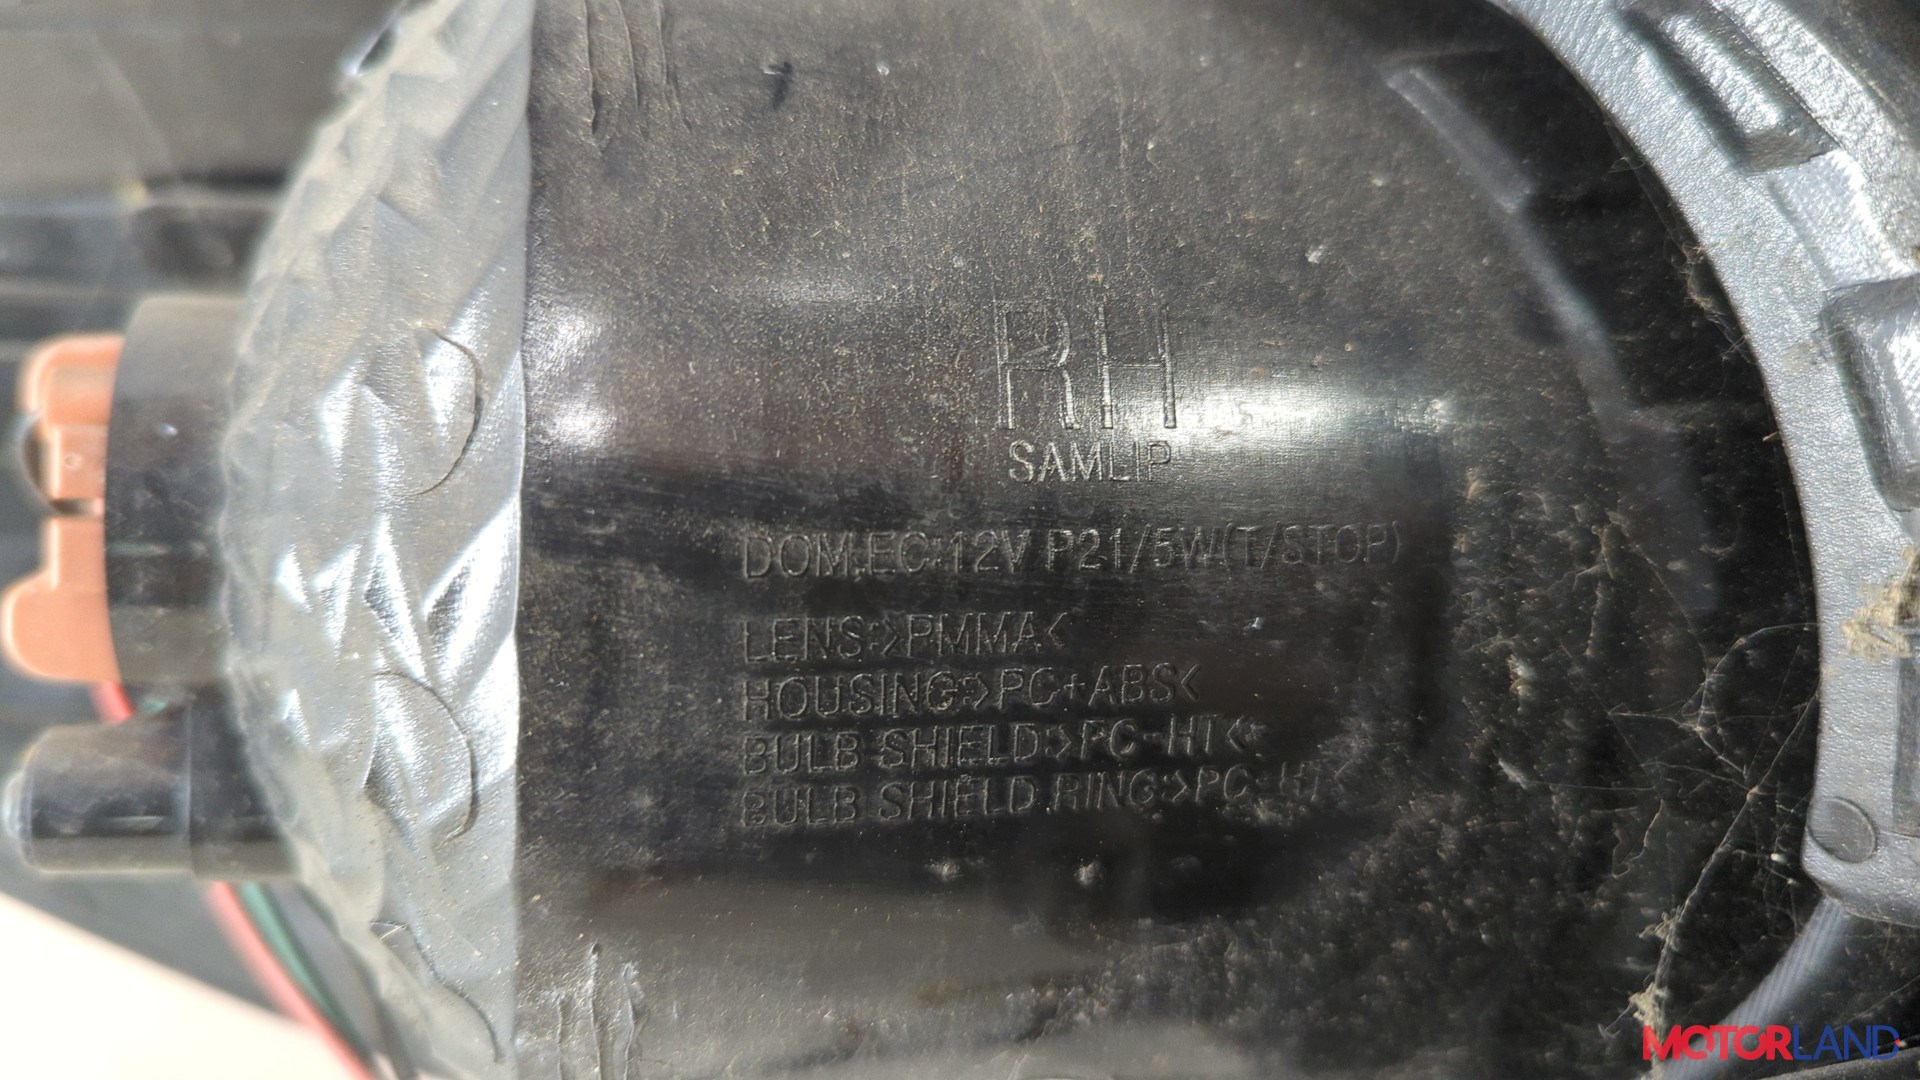 RH
SAMLIP
DOM.EC:12V P21/5W(T/STOP)
LENS:>PMMA<
HOUSING:>PC+ABS<
BULB SHIELD:>PC-HT<
BULB SHIELD RING:>PC-HT<
MOTORLAND